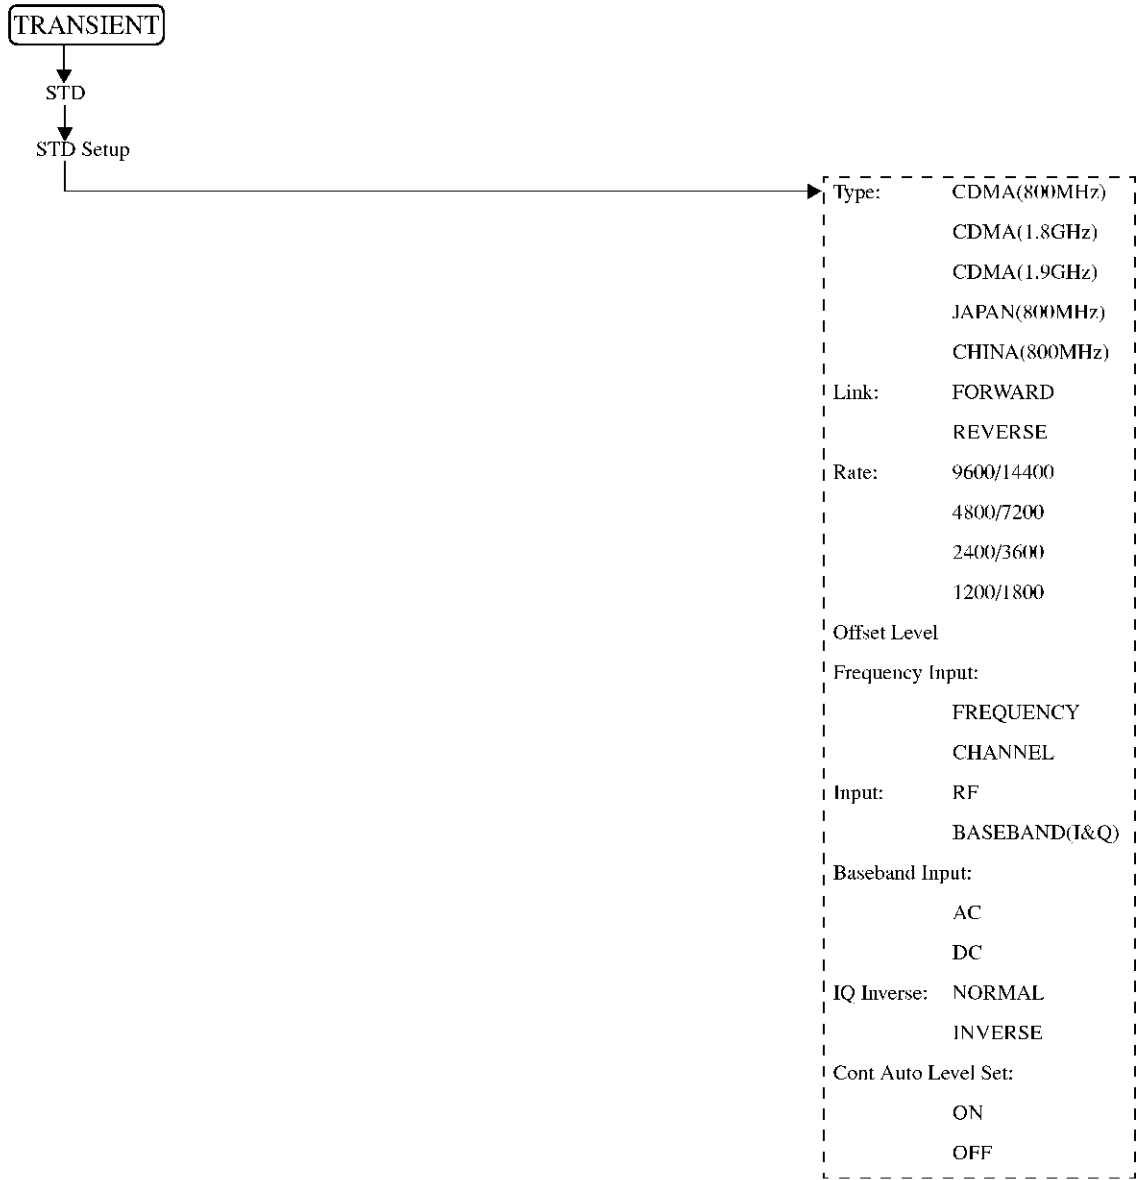 TRANSIENT
STD
STD Setup
Type: CDMA(800MHz)
CDMA(1.8GHz)
CDMA(1.9GHz)
JAPAN(800MHz)
CHINA(800MHz)
Link: FORWARD
REVERSE
Rate: 9600/14400
4800/7200
2400/3600
1200/1800
Offset Level
Frequency Input:
FREQUENCY
CHANNEL
Input: RF
BASEBAND(I&Q)
Baseband Input:
AC
DC
IQ Inverse: NORMAL
INVERSE
Cont Auto Level Set:
ON
OFF